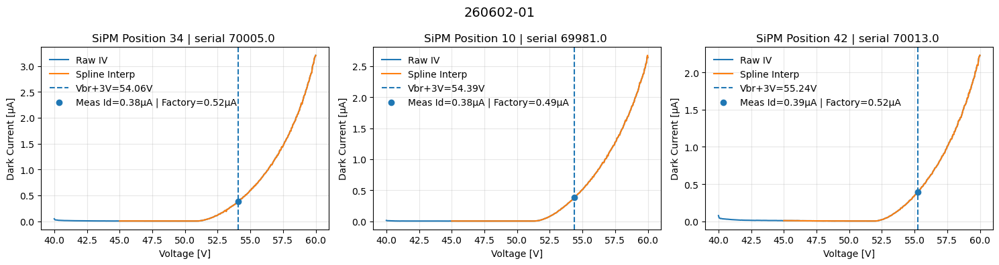 260602-01
SiPM Position 34 | serial 70005.0
Raw IV
Spline Interp
Vbr+3V=54.06V
Meas Id=0.38μA | Factory=0.52μA
Dark Current [μA]
3.0
2.5
2.0
1.5
1.0
0.5
0.0
40.0 42.5 45.0 47.5 50.0 52.5 55.0 57.5 60.0
Voltage [V]
SiPM Position 10 | serial 69981.0
Raw IV
Spline Interp
Vbr+3V=54.39V
Meas Id=0.38μA | Factory=0.49μA
Dark Current [μA]
2.5
2.0
1.5
1.0
0.5
0.0
40.0 42.5 45.0 47.5 50.0 52.5 55.0 57.5 60.0
Voltage [V]
SiPM Position 42 | serial 70013.0
Raw IV
Spline Interp
Vbr+3V=55.24V
Meas Id=0.39μA | Factory=0.52μA
Dark Current [μA]
2.0
1.5
1.0
0.5
0.0
40.0 42.5 45.0 47.5 50.0 52.5 55.0 57.5 60.0
Voltage [V]